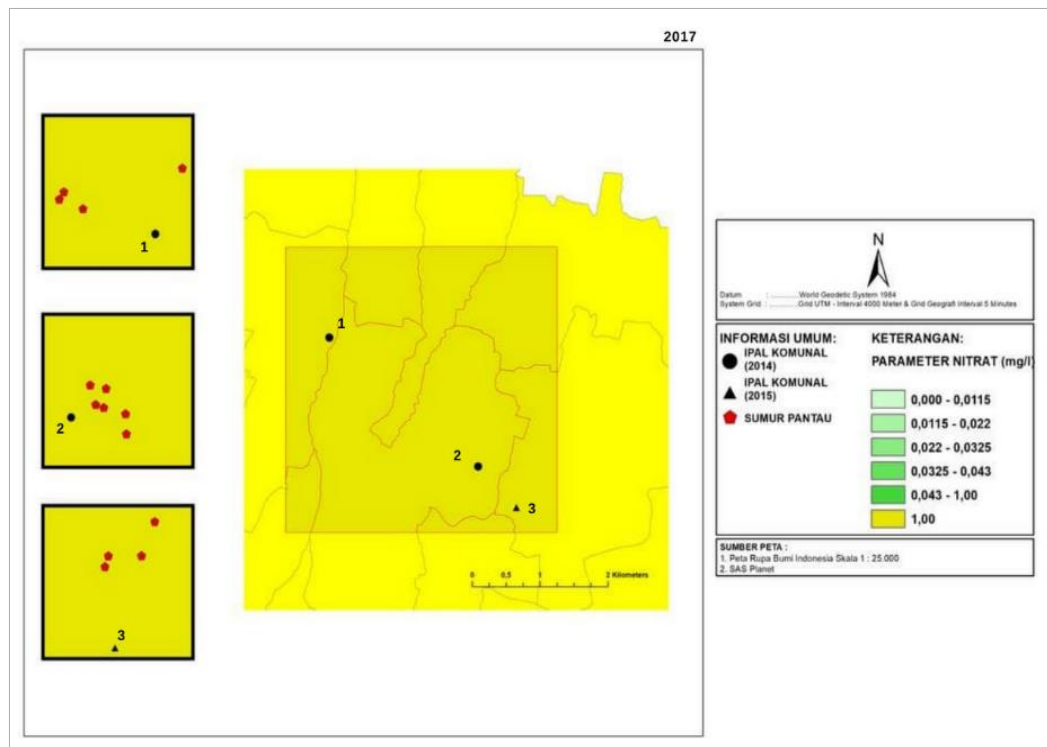 2017
1
2
3
1
2
3
0 0,5 1 2 Kilometers
N
Datum : ............World Geodetic System 1984
System Grid : ............Grid UTM - Interval 4000 Meter & Grid Geografi Interval 5 Minutes
INFORMASI UMUM:
IPAL KOMUNAL
(2014)
IPAL KOMUNAL
(2015)
SUMUR PANTAU
KETERANGAN:
PARAMETER NITRAT (mg/l)
0,000 - 0,0115
0,0115 - 0,022
0,022 - 0,0325
0,0325 - 0,043
0,043 - 1,00
1,00
SUMBER PETA :
1. Peta Rupa Bumi Indonesia Skala 1 : 25.000
2. SAS Planet